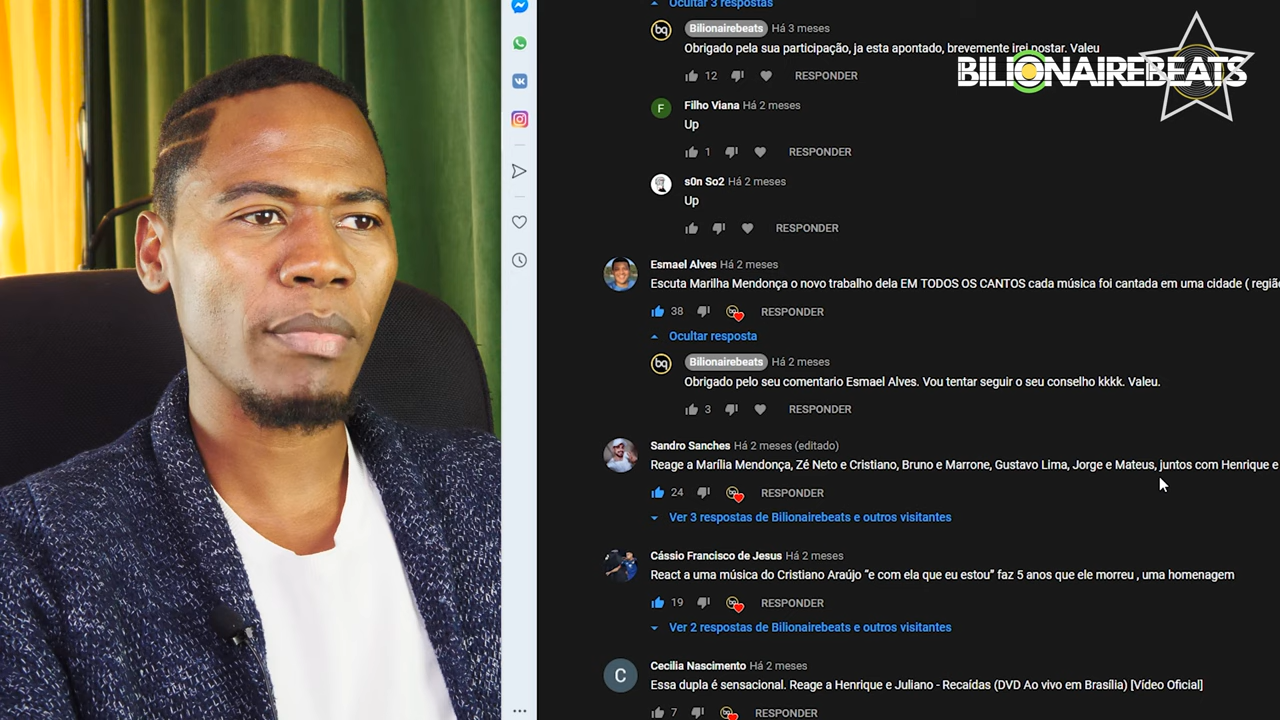 Ocultar 3 respostas
Bilionairebeats Há 3 meses
Obrigado pela sua participação, ja esta apontado, brevemente irei postar. Valeu
BILIONAIREBEATS
12 RESPONDER
Filho Viana Há 2 meses
F
Up
1 RESPONDER
s0n So2 Há 2 meses
Up
RESPONDER
Esmael Alves Há 2 meses
Escuta Marilha Mendonça o novo trabalho dela EM TODOS OS CANTOS cada música foi cantada em uma cidade ( região
38 RESPONDER
Ocultar resposta
Bilionairebeats Há 2 meses
Obrigado pelo seu comentario Esmael Alves. Vou tentar seguir o seu conselho kkkk. Valeu.
3 RESPONDER
Sandro Sanches Há 2 meses (editado)
Reage a Marília Mendonça, Zé Neto e Cristiano, Bruno e Marrone, Gustavo Lima, Jorge e Mateus, juntos com Henrique e
24 RESPONDER
Ver 3 respostas de Bilionairebeats e outros visitantes
Cássio Francisco de Jesus Há 2 meses
React a uma música do Cristiano Araújo “e com ela que eu estou” faz 5 anos que ele morreu , uma homenagem
19 RESPONDER
Ver 2 respostas de Bilionairebeats e outros visitantes
Cecilia Nascimento Há 2 meses
C
Essa dupla é sensacional. Reage a Henrique e Juliano - Recaídas (DVD Ao vivo em Brasília) [Vídeo Oficial]
7 RESPONDER